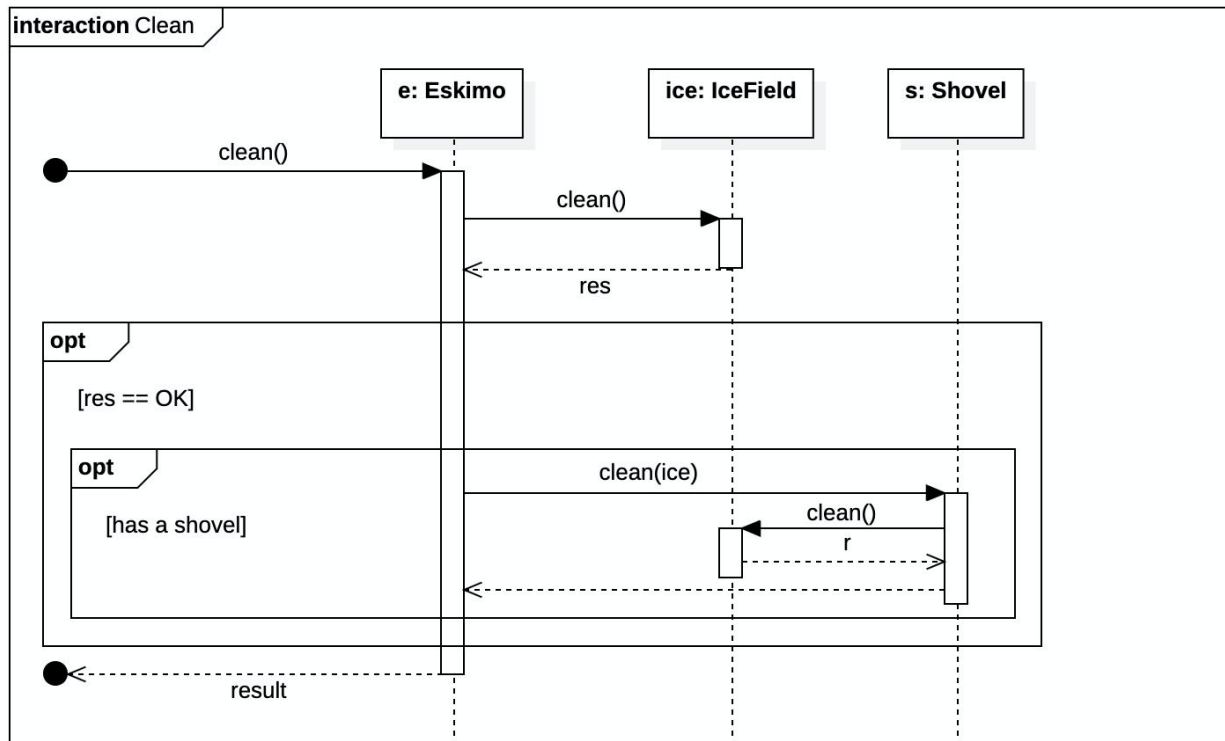 interaction Clean
e: Eskimo
ice: IceField
s: Shovel
clean()
clean()
res
opt
[res == OK]
opt
clean(ice)
[has a shovel]
clean()
r
result